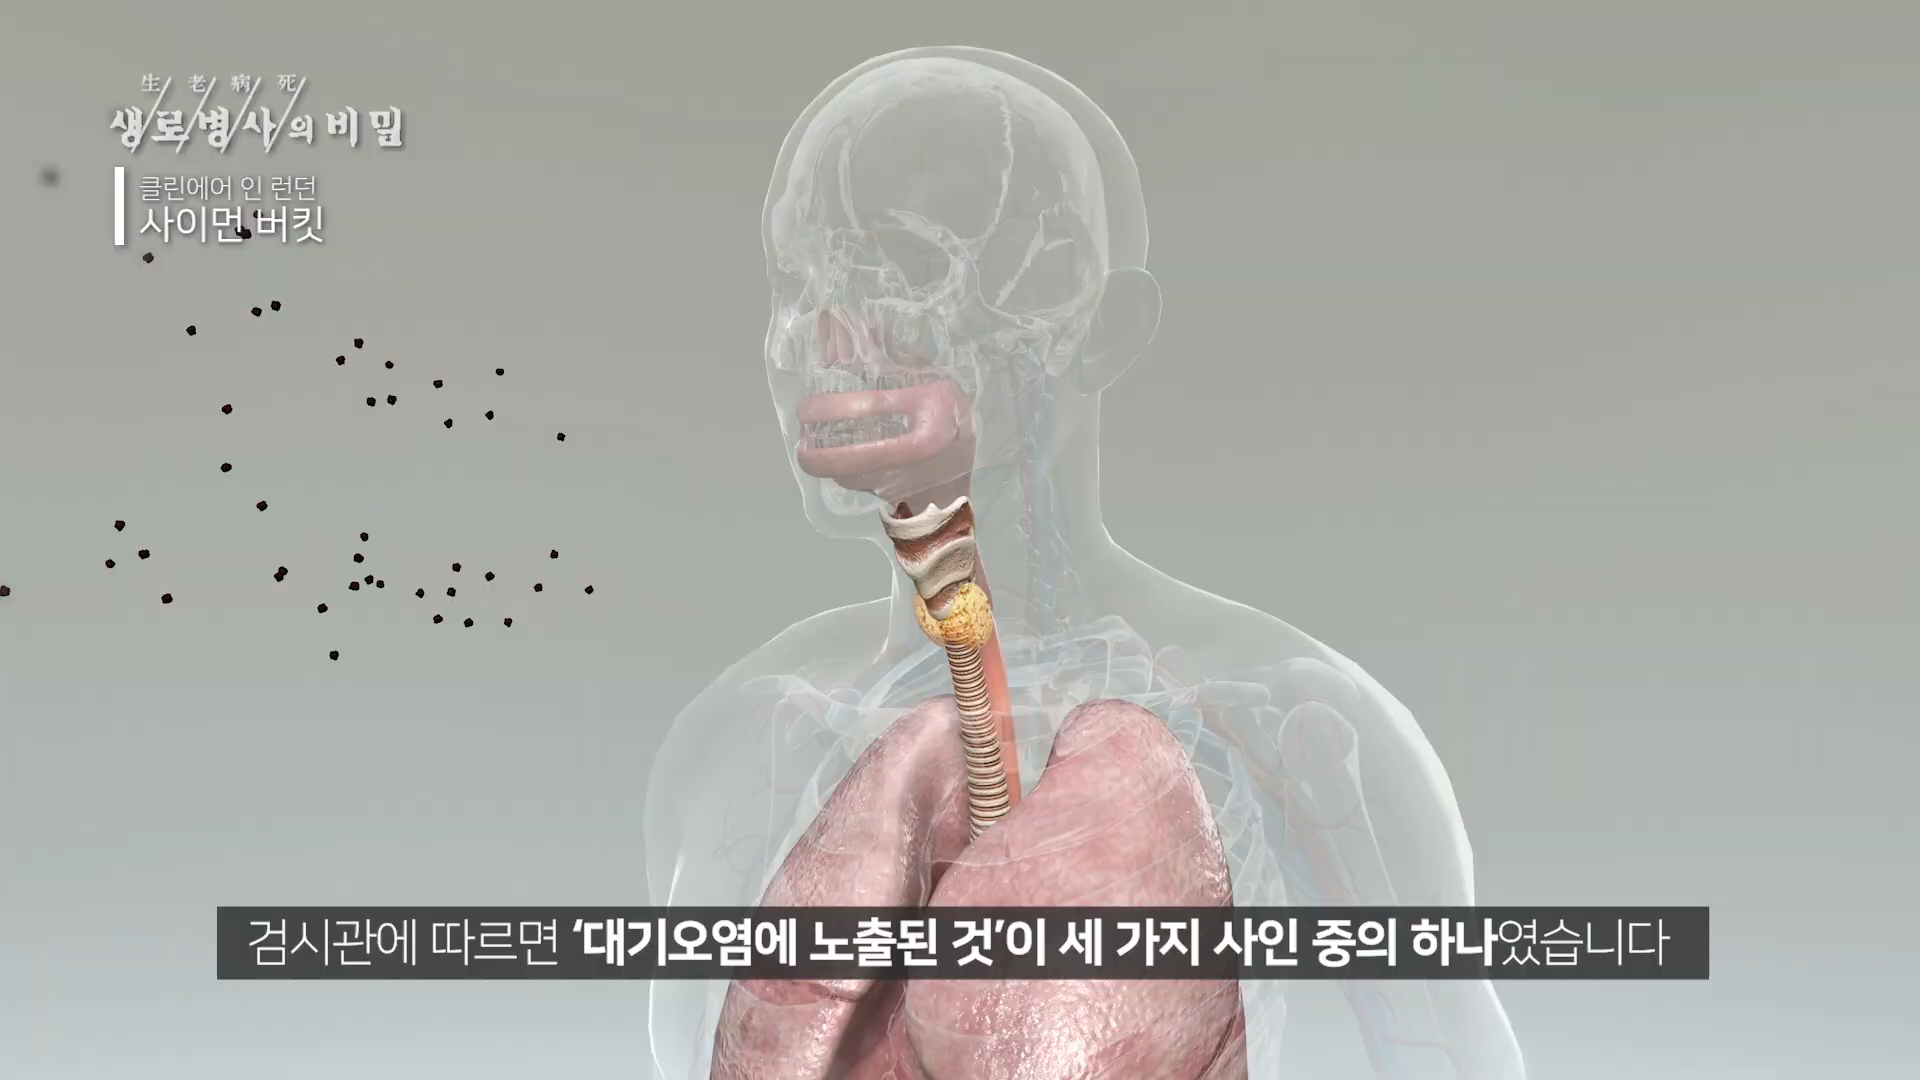 生老病死
생로병사의 비밀
클린에어 인 런던
사이먼 버킷
검시관에 따르면 ‘대기오염에 노출된 것’이 세 가지 사인 중의 하나였습니다